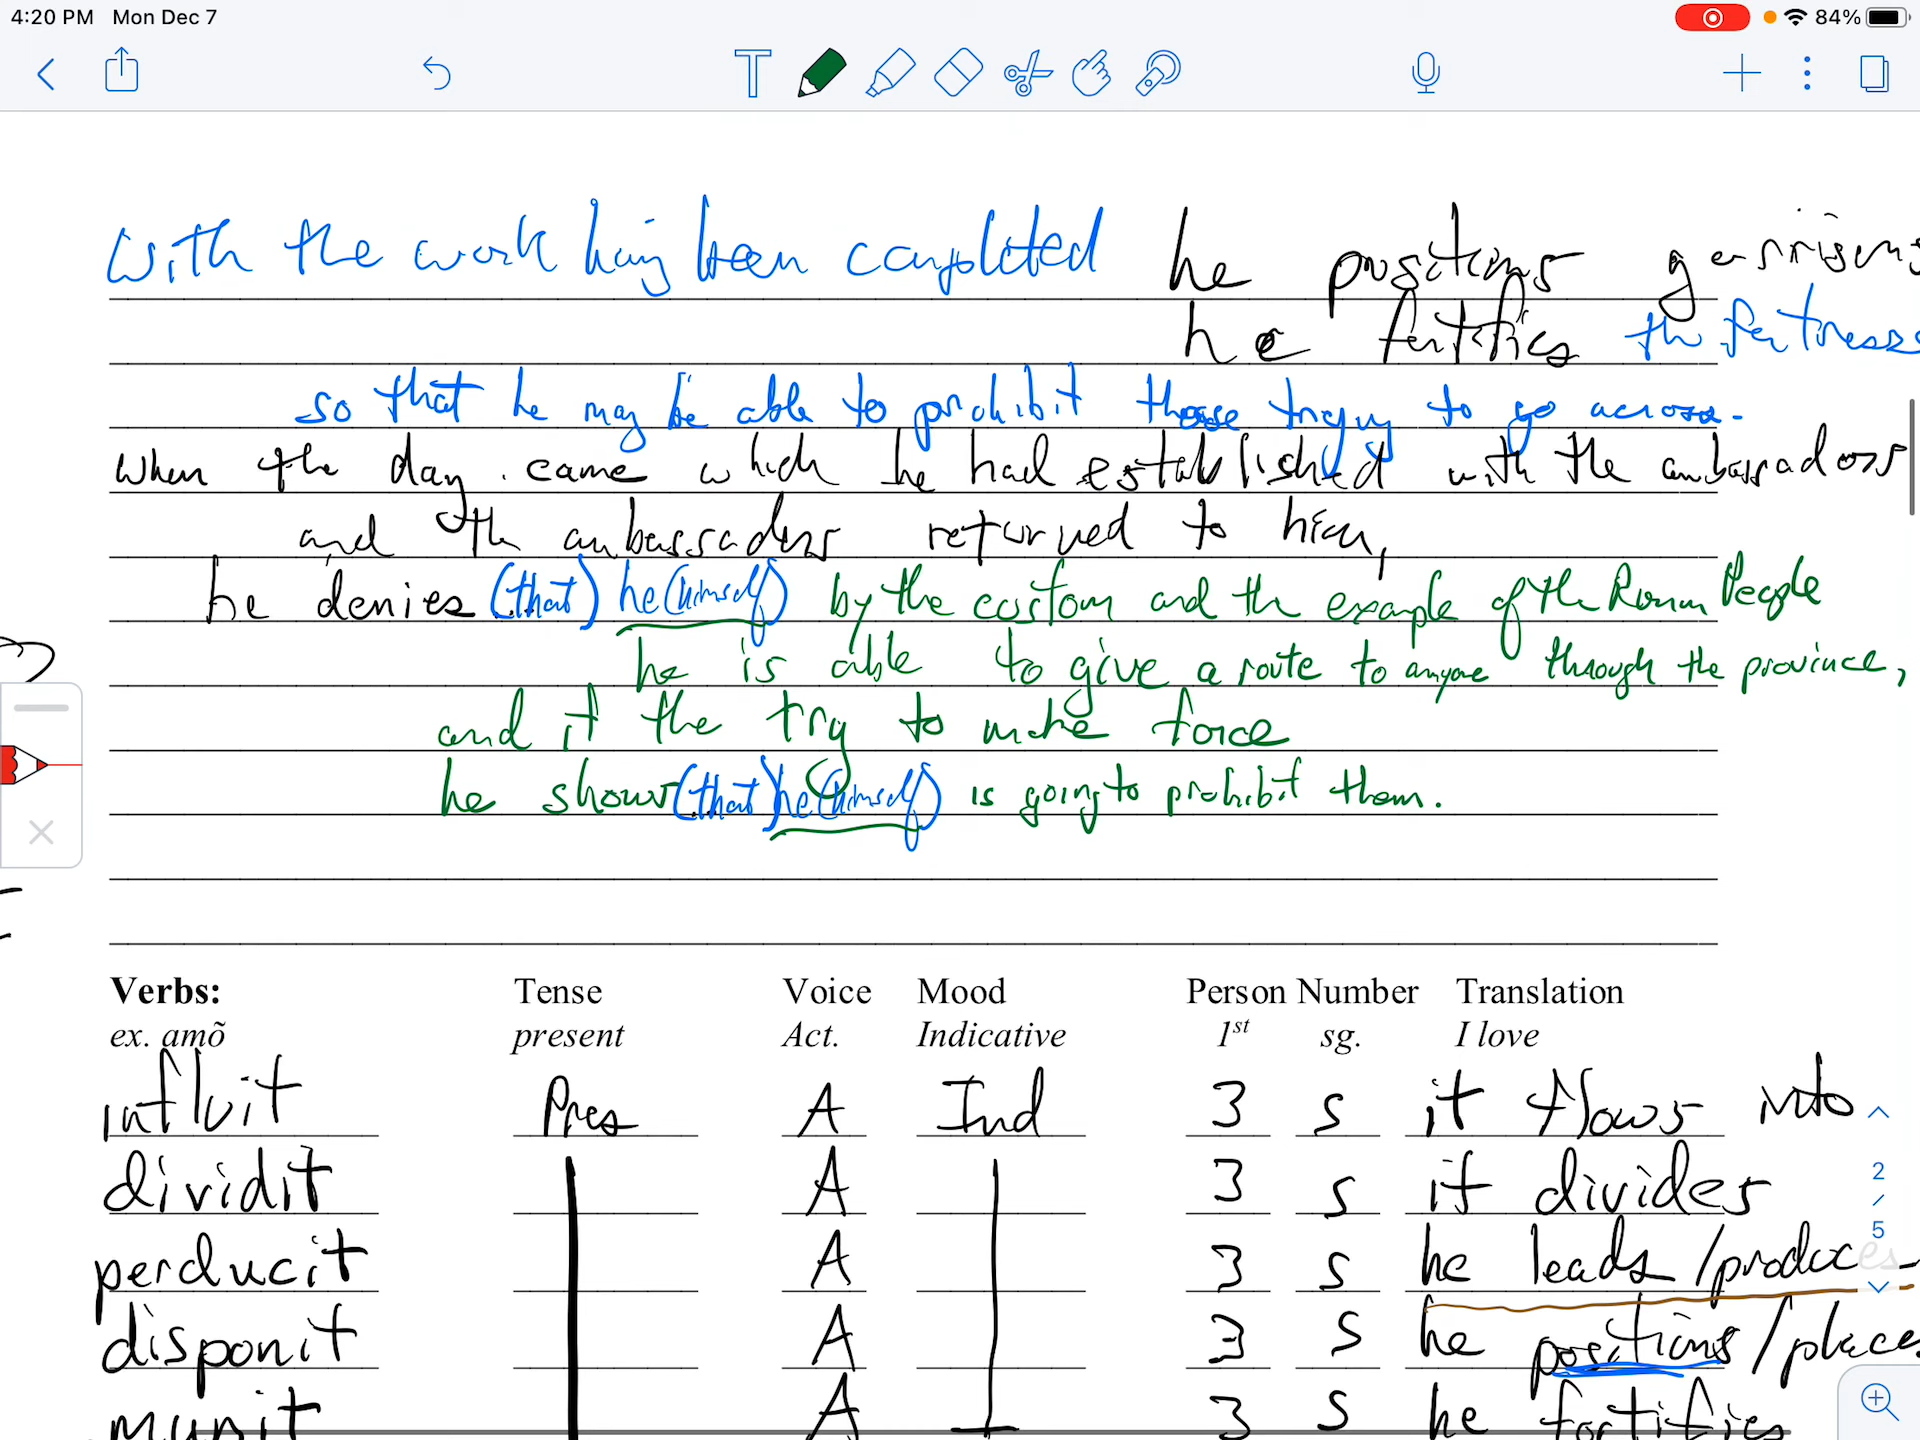 4:20 PM Mon Dec 7 84%
With the work having been completed he positions garrisons
he fortifies the fortresses
so that he may be able to prohibit those trying to go across.
When the day came which he had established with the ambassadors
and the ambassadors returned to him,
he denies (that) he (himself) by the custom and the example of the Roman People
he is able to give a route to anyone through the province,
and if the try to make force
he shows (that) he (himself) is going to prohibit them.
Verbs: Tense Voice Mood Person Number Translation
ex. amõ present Act. Indicative 1st sg. I love
influit Pres A Ind 3 s it flows into
dividit A 3 s it divides
2 / 5
perducit A 3 s he leads/produces
disponit A 3 s he positions/places
munit A 3 s he fortifies